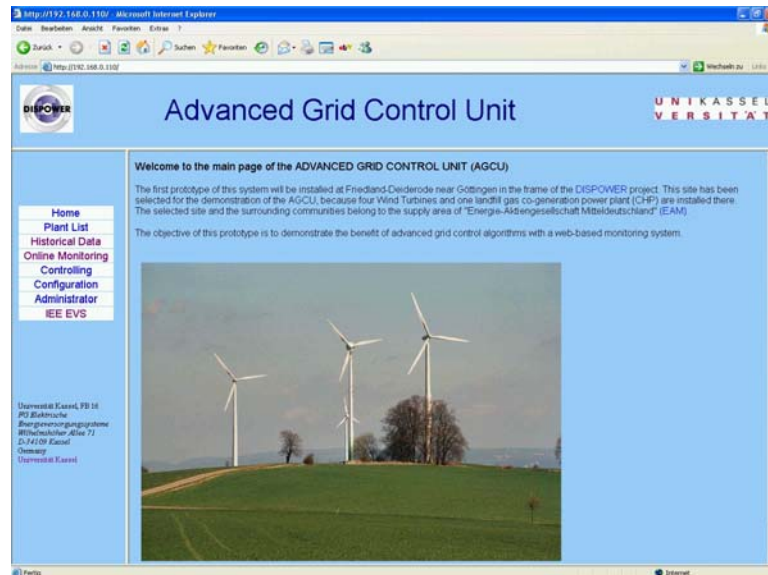 http://192.168.0.110/ - Microsoft Internet Explorer
Datei Bearbeiten Ansicht Favoriten Extras ?
Zurück Suchen Favoriten
Adresse http://192.168.0.110/ Wechseln zu Links
DISPOWER
Advanced Grid Control Unit
UNIKASSEL
VERSITÄT
Welcome to the main page of the ADVANCED GRID CONTROL UNIT (AGCU)
The first prototype of this system will be installed at Friedland-Deiderode near Göttingen in the frame of the DISPOWER project. This site has been
selected for the demonstration of the AGCU, because four Wind Turbines and one landfill gas co-generation power plant (CHP) are installed there.
The selected site and the surrounding communities belong to the supply area of "Energie-Aktiengesellschaft Mitteldeutschland" (EAM)
The objective of this prototype is to demonstrate the benefit of advanced grid control algorithms with a web-based monitoring system.
Home
Plant List
Historical Data
Online Monitoring
Controlling
Configuration
Administrator
IEE EVS
Universität Kassel, FB 16
FG Elektrische
Energieversorgungssysteme
Wilhelmshöher Allee 71
D-34109 Kassel
Germany
Universität Kassel
Fertig
Internet